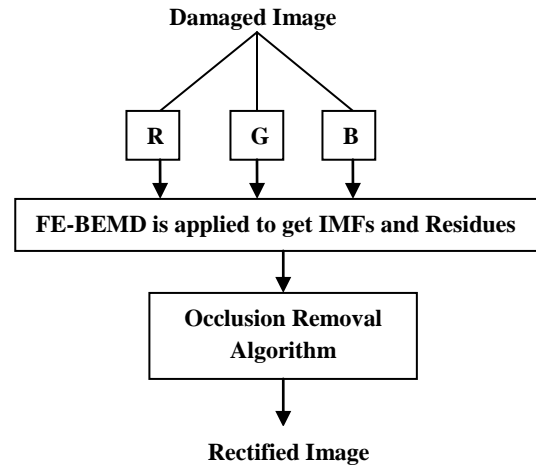 Damaged Image
R G B
FE-BEMD is applied to get IMFs and Residues
Occlusion Removal
Algorithm
Rectified Image